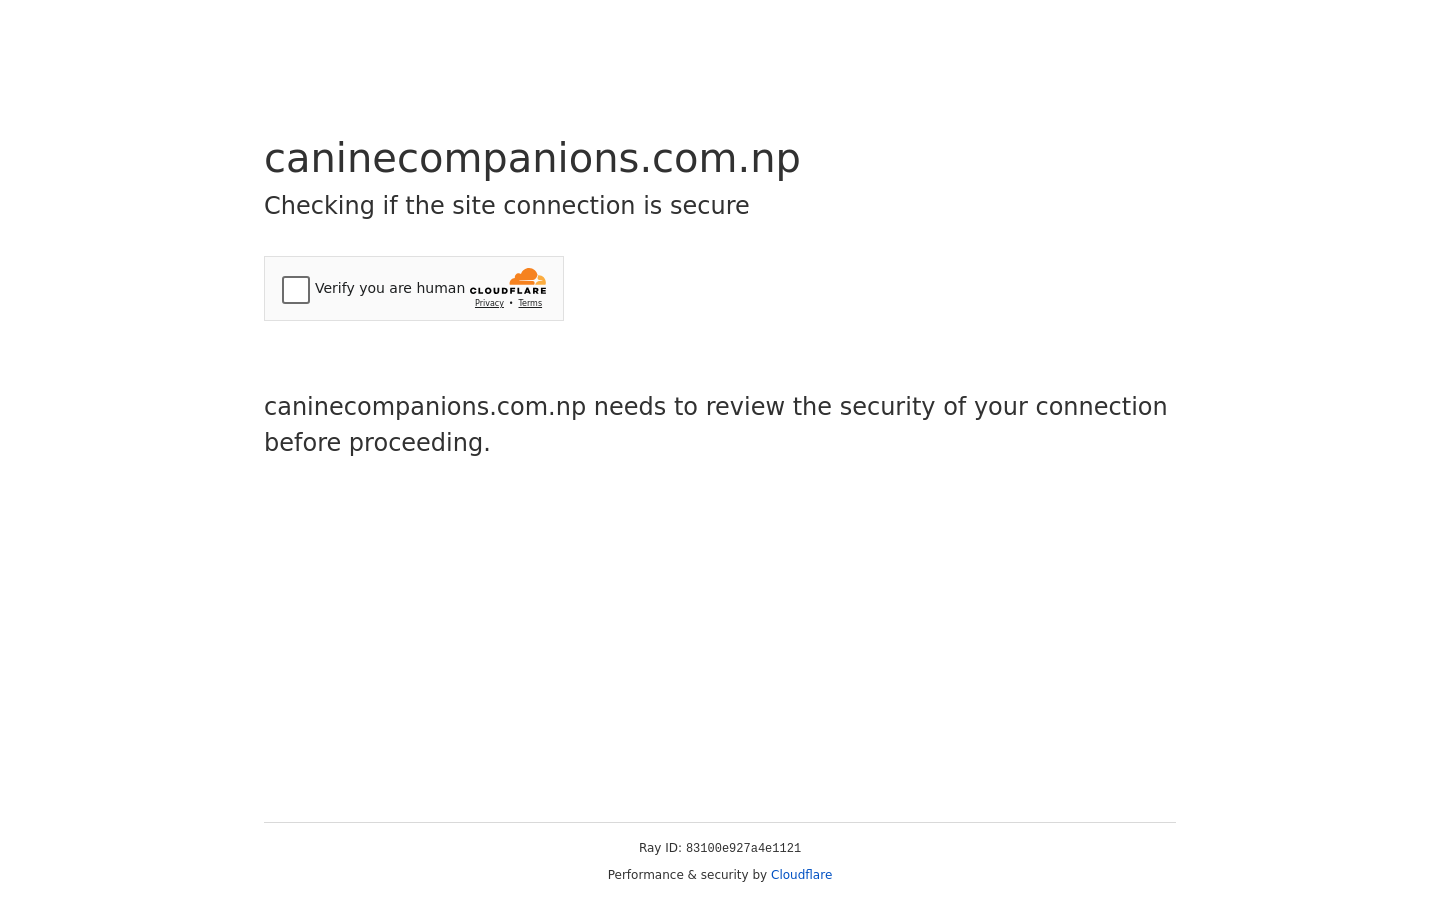 caninecompanions.com.np
Checking if the site connection is secure
Verify you are human
CLOUDFLARE
Privacy • Terms
caninecompanions.com.np needs to review the security of your connection
before proceeding.
Ray ID: 83100e927a4e1121
Performance & security by Cloudflare